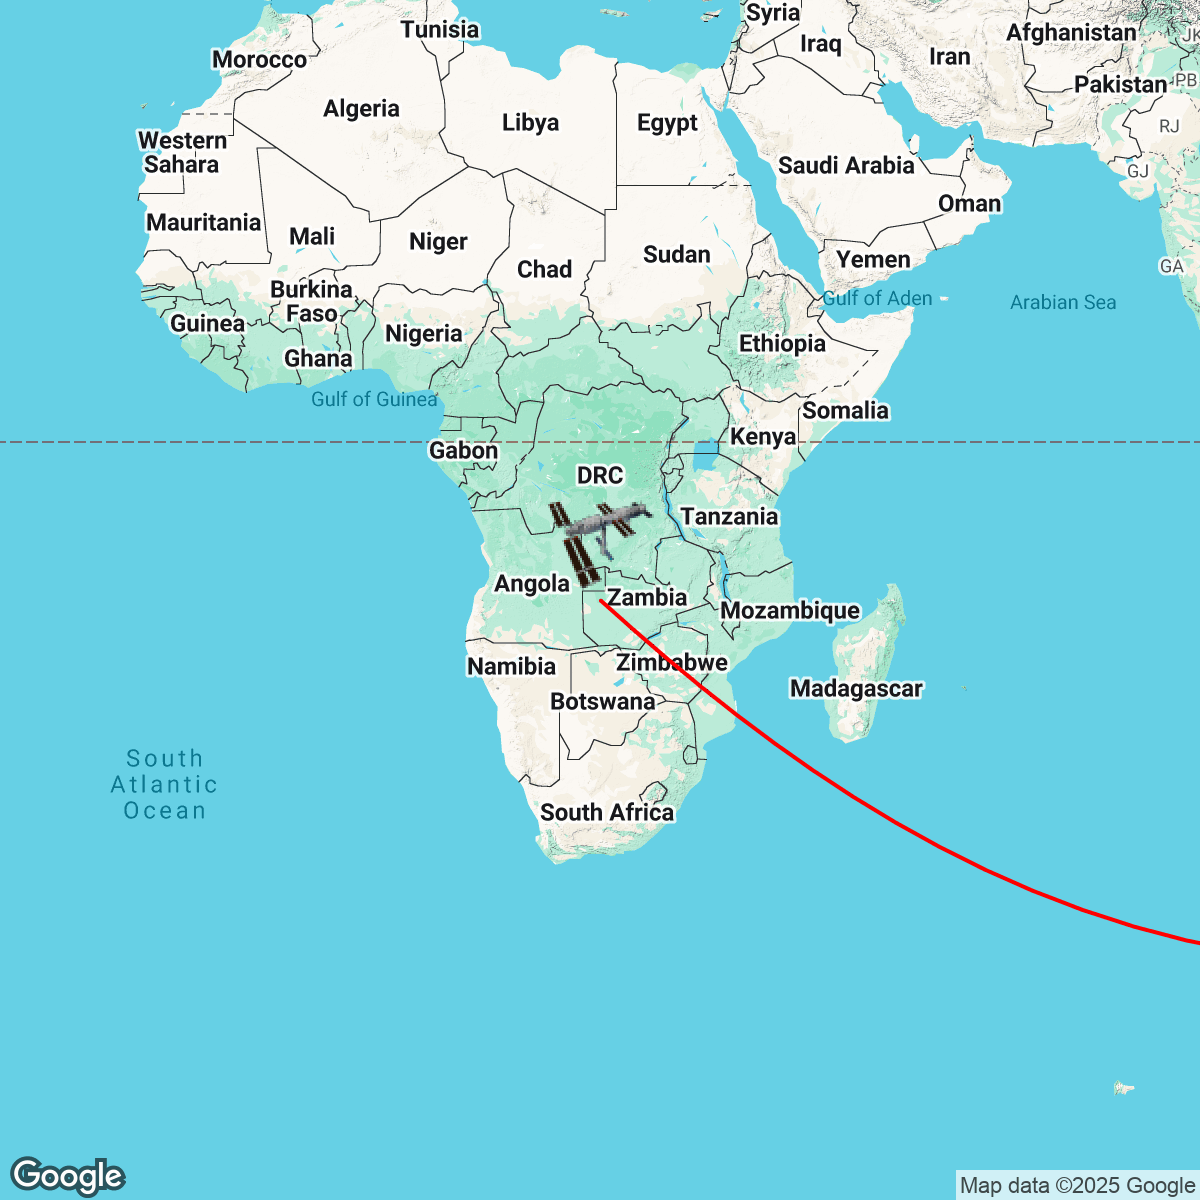 Syria
Tunisia
Afghanistan
JK
Iraq
Morocco
Iran
Pakistan
PB
Algeria
Libya
Egypt
RJ
Western
Sahara
Saudi Arabia
GJ
Oman
Mauritania
Mali
Niger
Sudan
Yemen
GA
Chad
Burkina
Faso
Gulf of Aden
Arabian Sea
Guinea
Nigeria
Ethiopia
Ghana
Gulf of Guinea
Somalia
Kenya
Gabon
DRC
Tanzania
Angola
Zambia
Mozambique
Namibia
Zimbabwe
Madagascar
Botswana
South
Atlantic
Ocean
South Africa
Google
Map data ©2025 Google